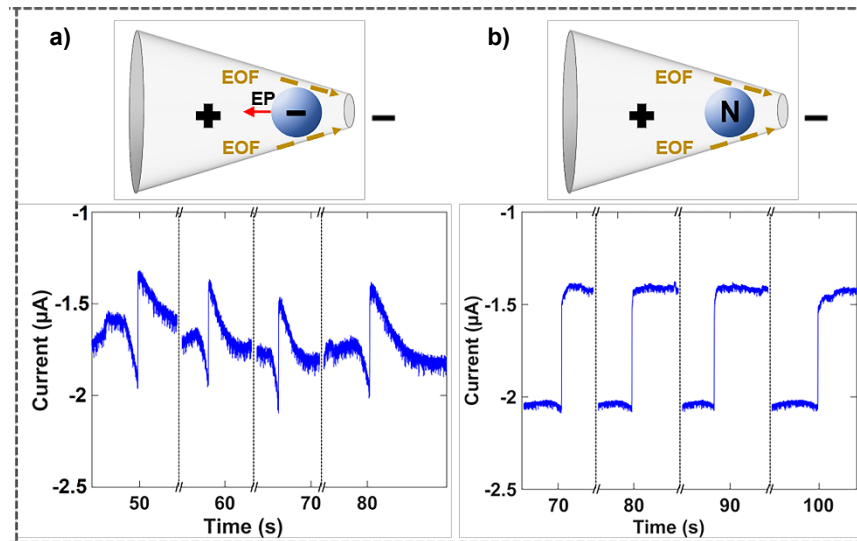 a)
EOF
EP
+
−
−
EOF
-1
-1.5
-2
-2.5
Current (µA)
50
60
70
80
Time (s)
b)
EOF
+
N
−
EOF
-1
-1.5
-2
-2.5
Current (µA)
70
80
90
100
Time (s)